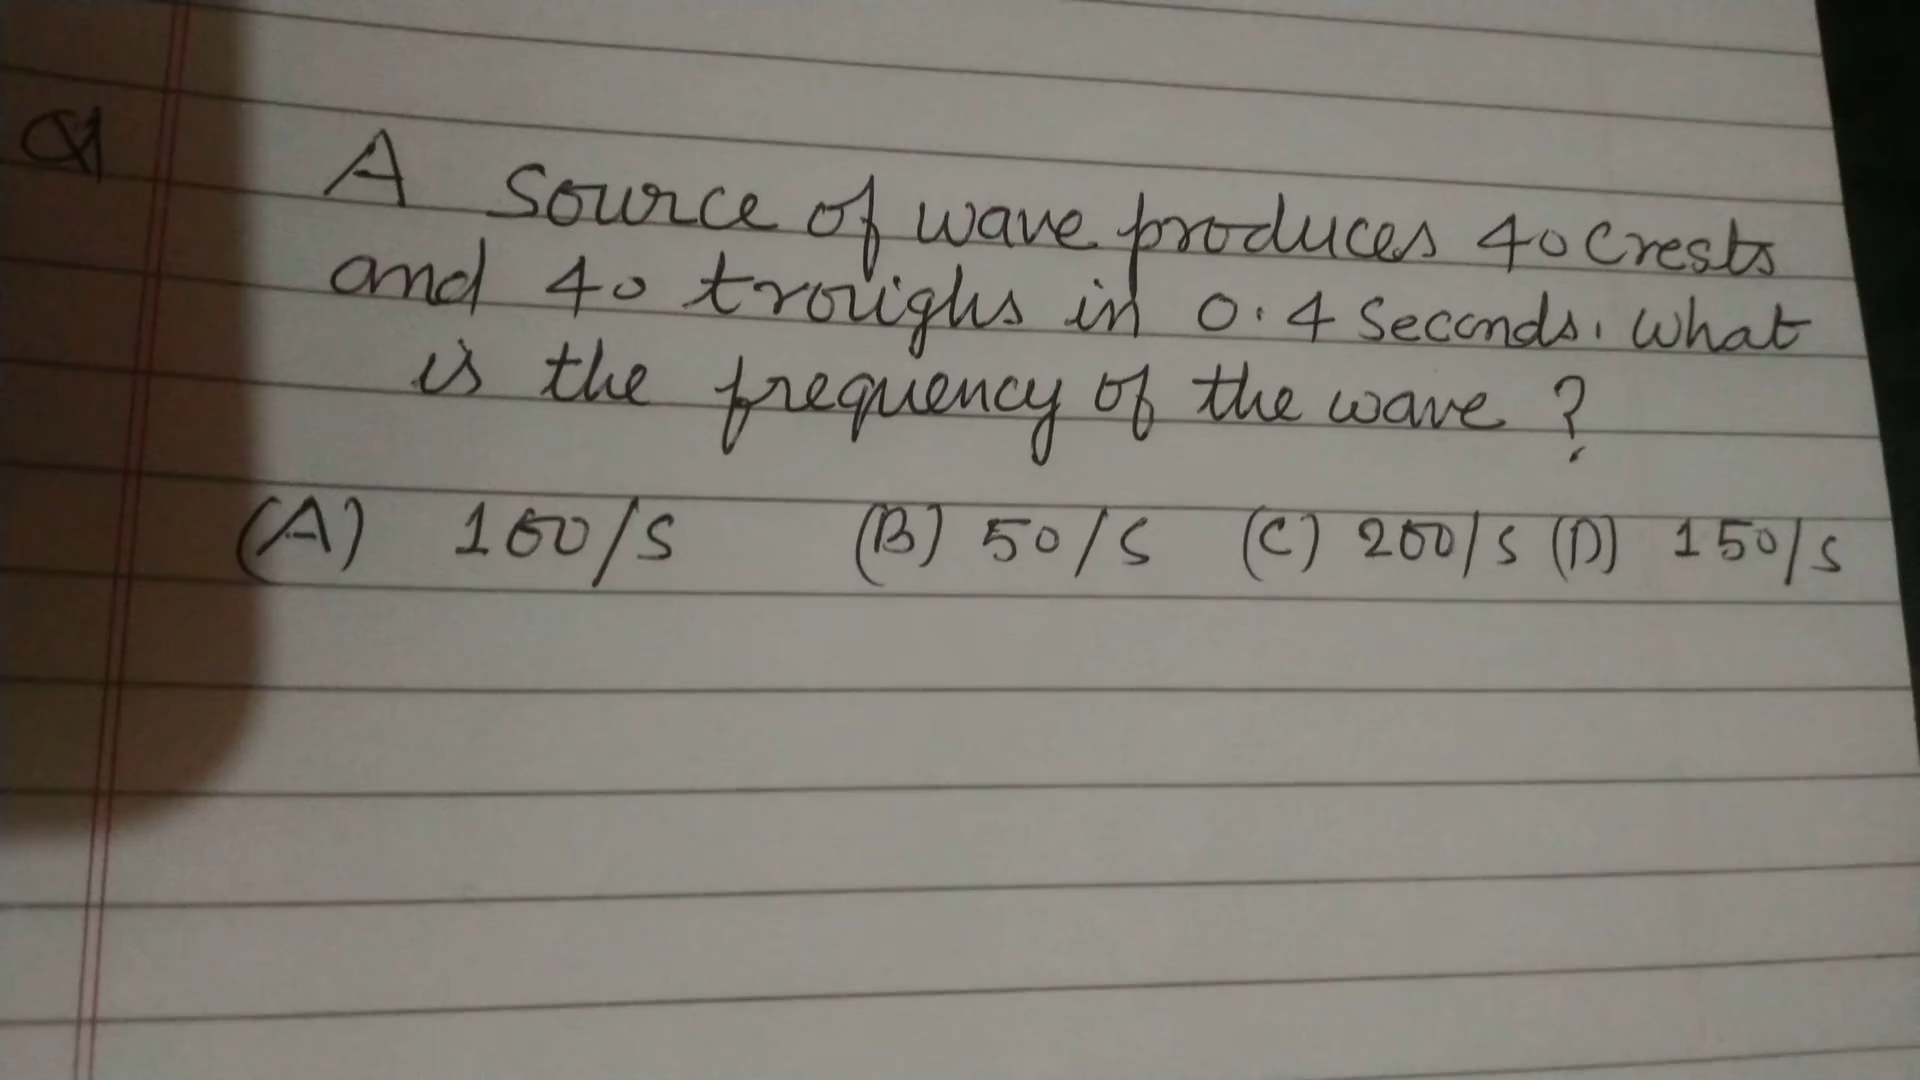 Q1
A source of wave produces 40 crests
and 40 troughs in 0.4 seconds. What
is the frequency of the wave ?
(A) 100/s (B) 50/s (C) 200/s (D) 150/s